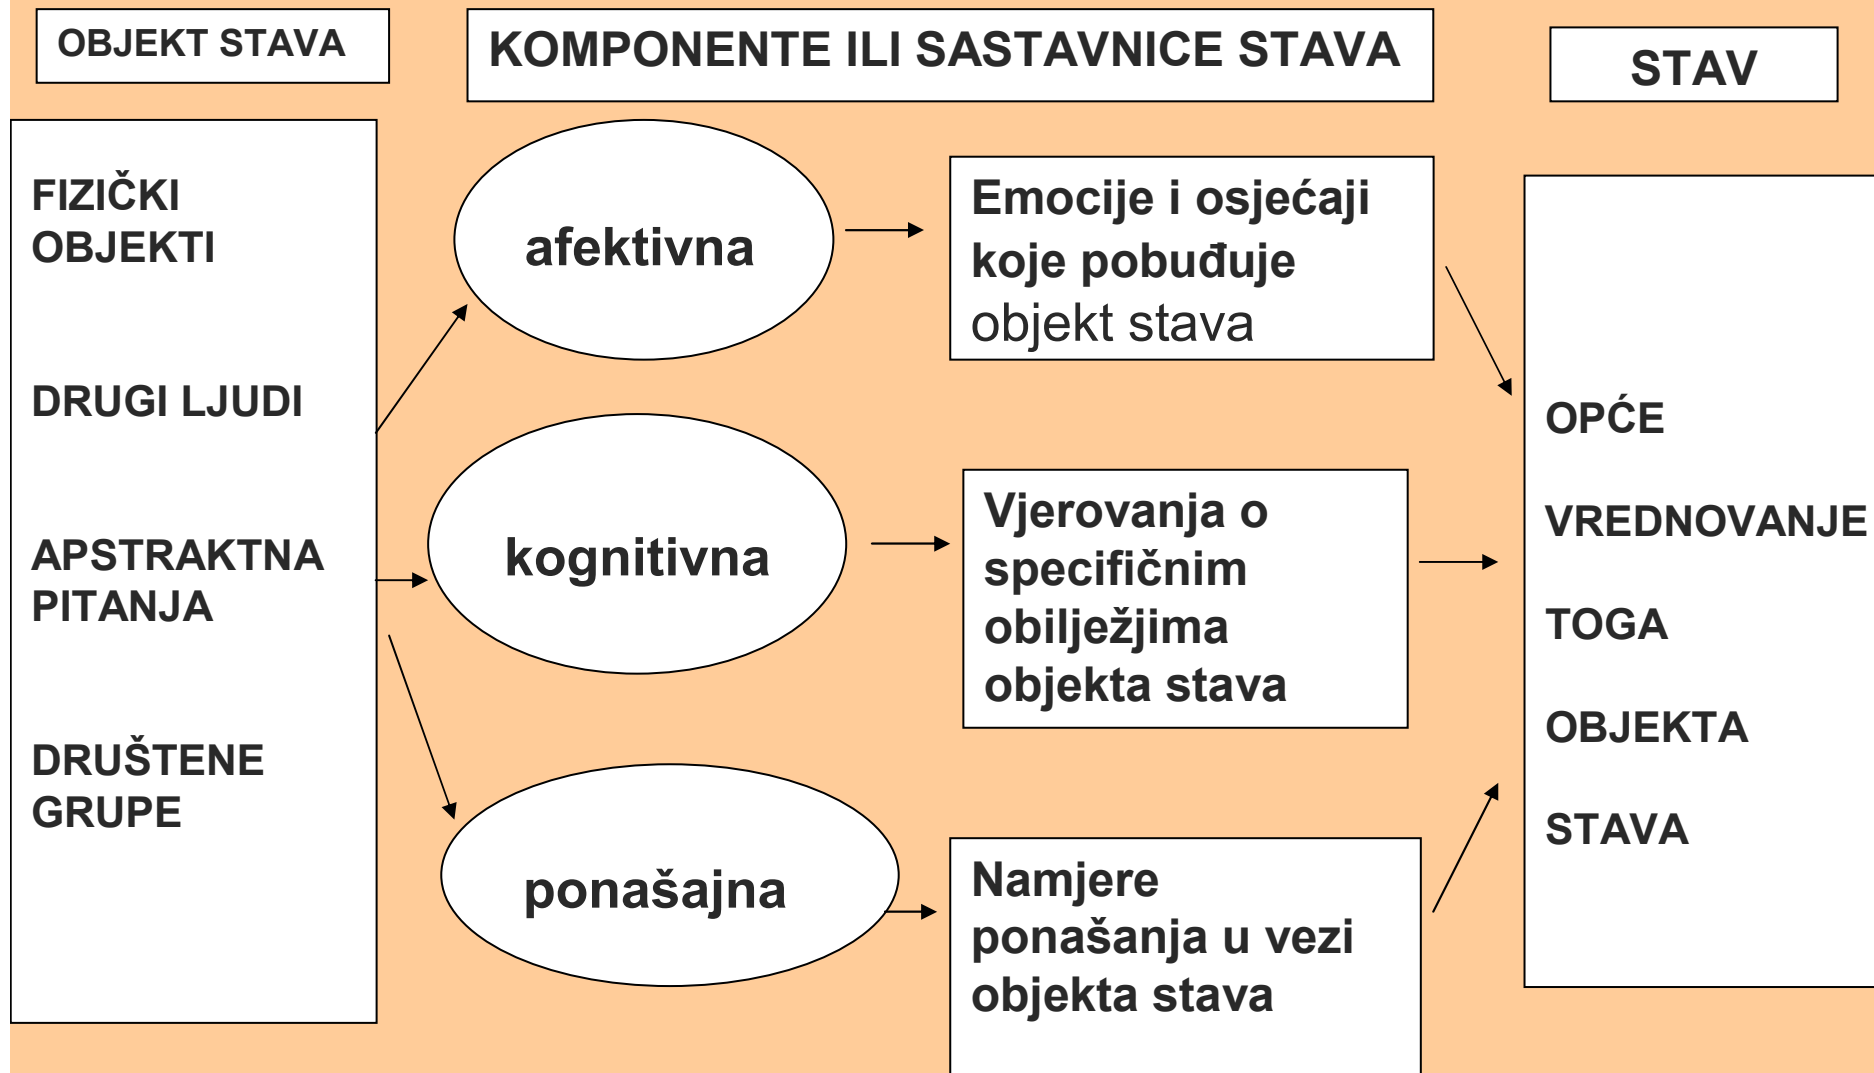 OBJEKT STAVA
KOMPONENTE ILI SASTAVNICE STAVA
STAV
FIZIČKI
OBJEKTI
DRUGI LJUDI
APSTRAKTNA
PITANJA
DRUŠTENE
GRUPE
afektivna
Emocije i osjećaji
koje pobuđuje
objekt stava
kognitivna
Vjerovanja o
specifičnim
obilježjima
objekta stava
ponašajna
Namjere
ponašanja u vezi
objekta stava
OPĆE
VREDNOVANJE
TOGA
OBJEKTA
STAVA